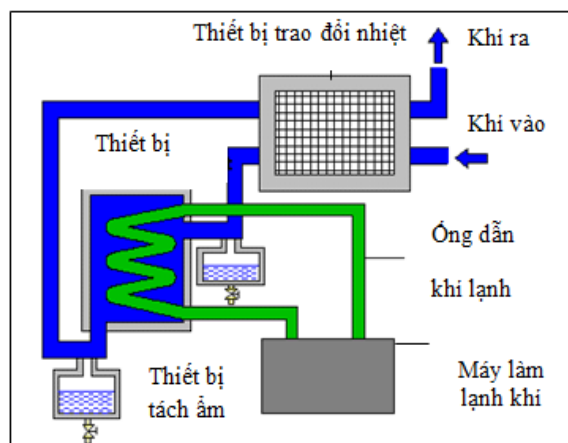 Thiết bị trao đổi nhiệt
Khí ra
Khí vào
Thiết bị
Ống dẫn
khí lạnh
Thiết bị
tách ẩm
Máy làm
lạnh khí